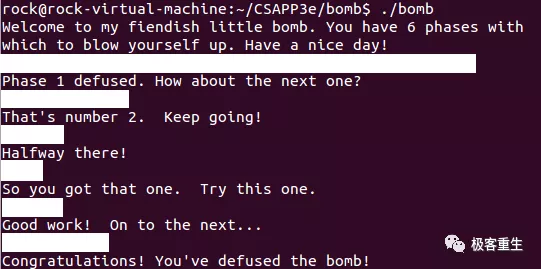 rock@rock-virtual-machine:~/CSAPP3e/bomb$ ./bomb
Welcome to my fiendish little bomb. You have 6 phases with
which to blow yourself up. Have a nice day!
Phase 1 defused. How about the next one?
That's number 2.  Keep going!
Halfway there!
So you got that one.  Try this one.
Good work!  On to the next...
极客重生
Congratulations! You've defused the bomb!